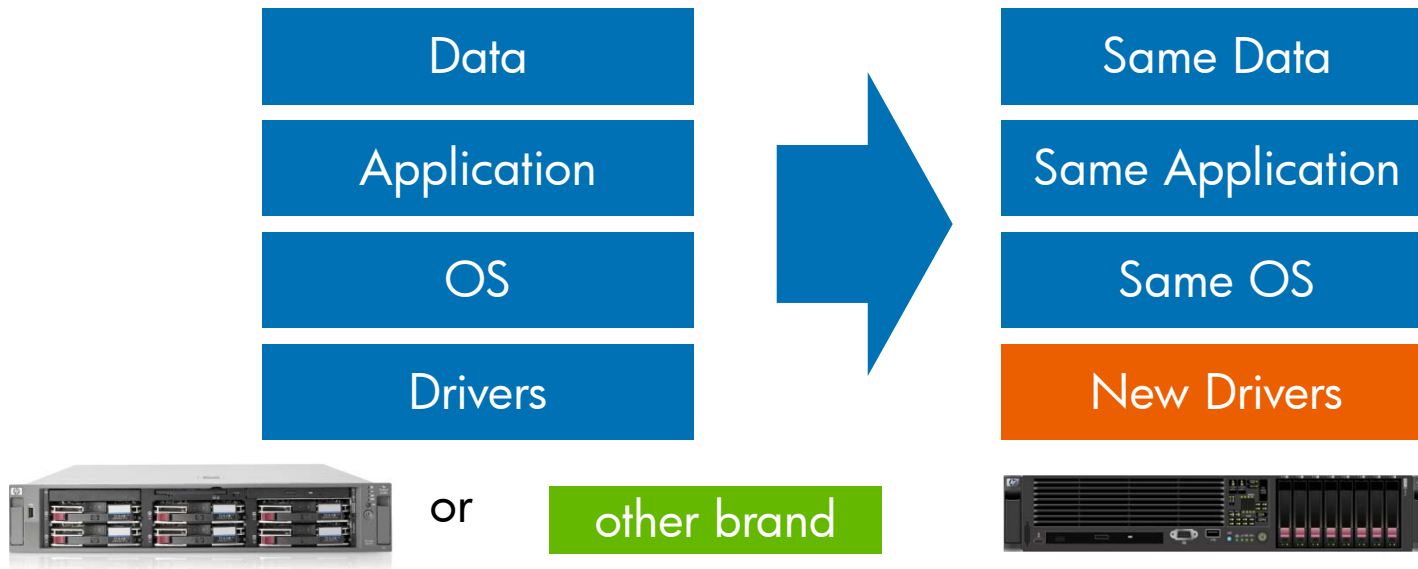 Data
Application
OS
Drivers
Same Data
Same Application
Same OS
New Drivers
or
other brand